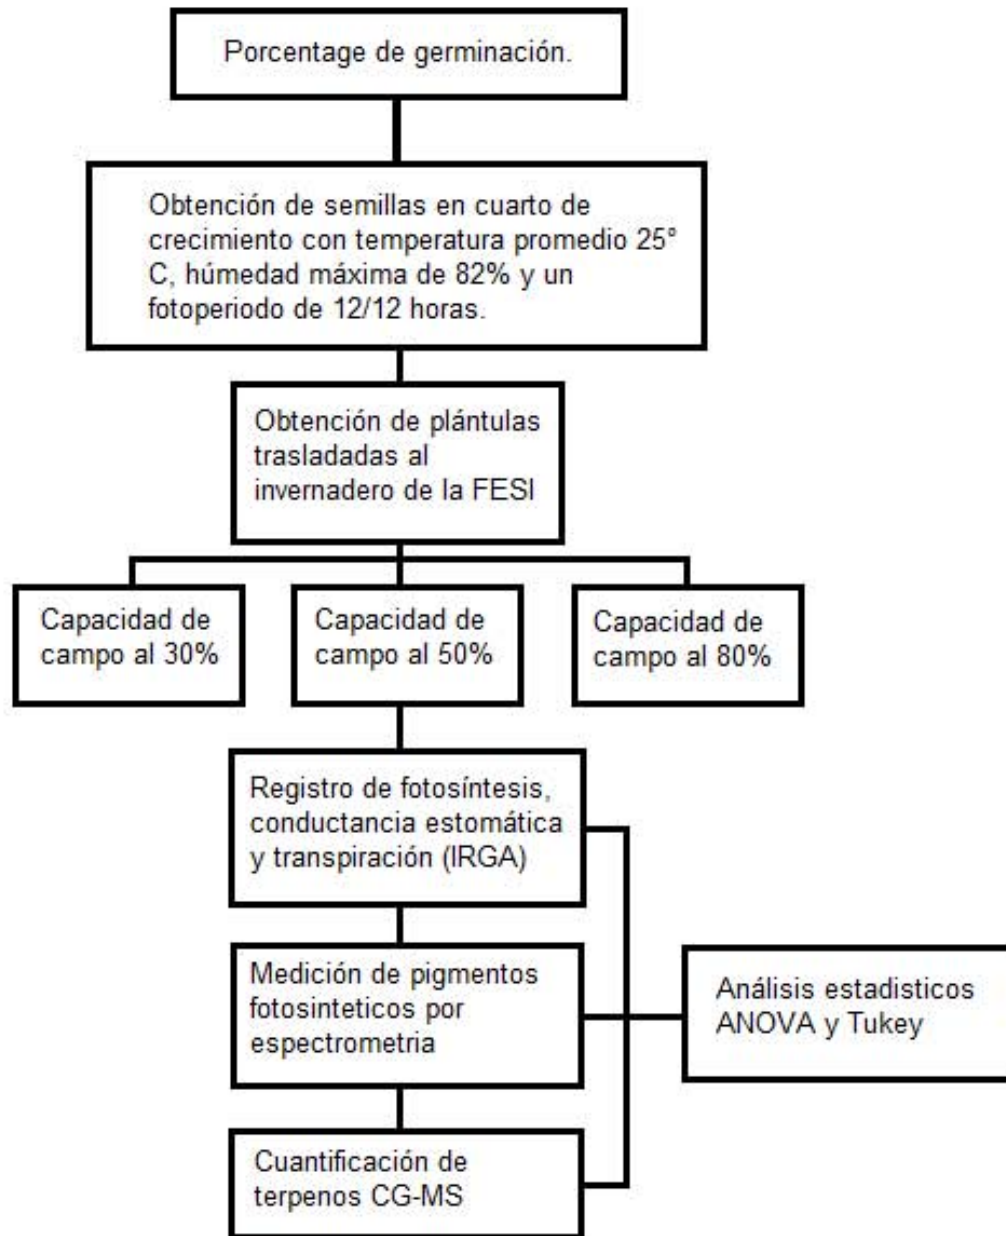 Porcentage de germinación.
Obtención de semillas en cuarto de
crecimiento con temperatura promedio 25°
C, húmedad máxima de 82% y un
fotoperiodo de 12/12 horas.
Obtención de plántulas
trasladadas al
invernadero de la FESI
Capacidad de
campo al 30%
Capacidad de
campo al 50%
Capacidad de
campo al 80%
Registro de fotosíntesis,
conductancia estomática
y transpiración (IRGA)
Medición de pigmentos
fotosinteticos por
espectrometria
Análisis estadisticos
ANOVA y Tukey
Cuantificación de
terpenos CG-MS